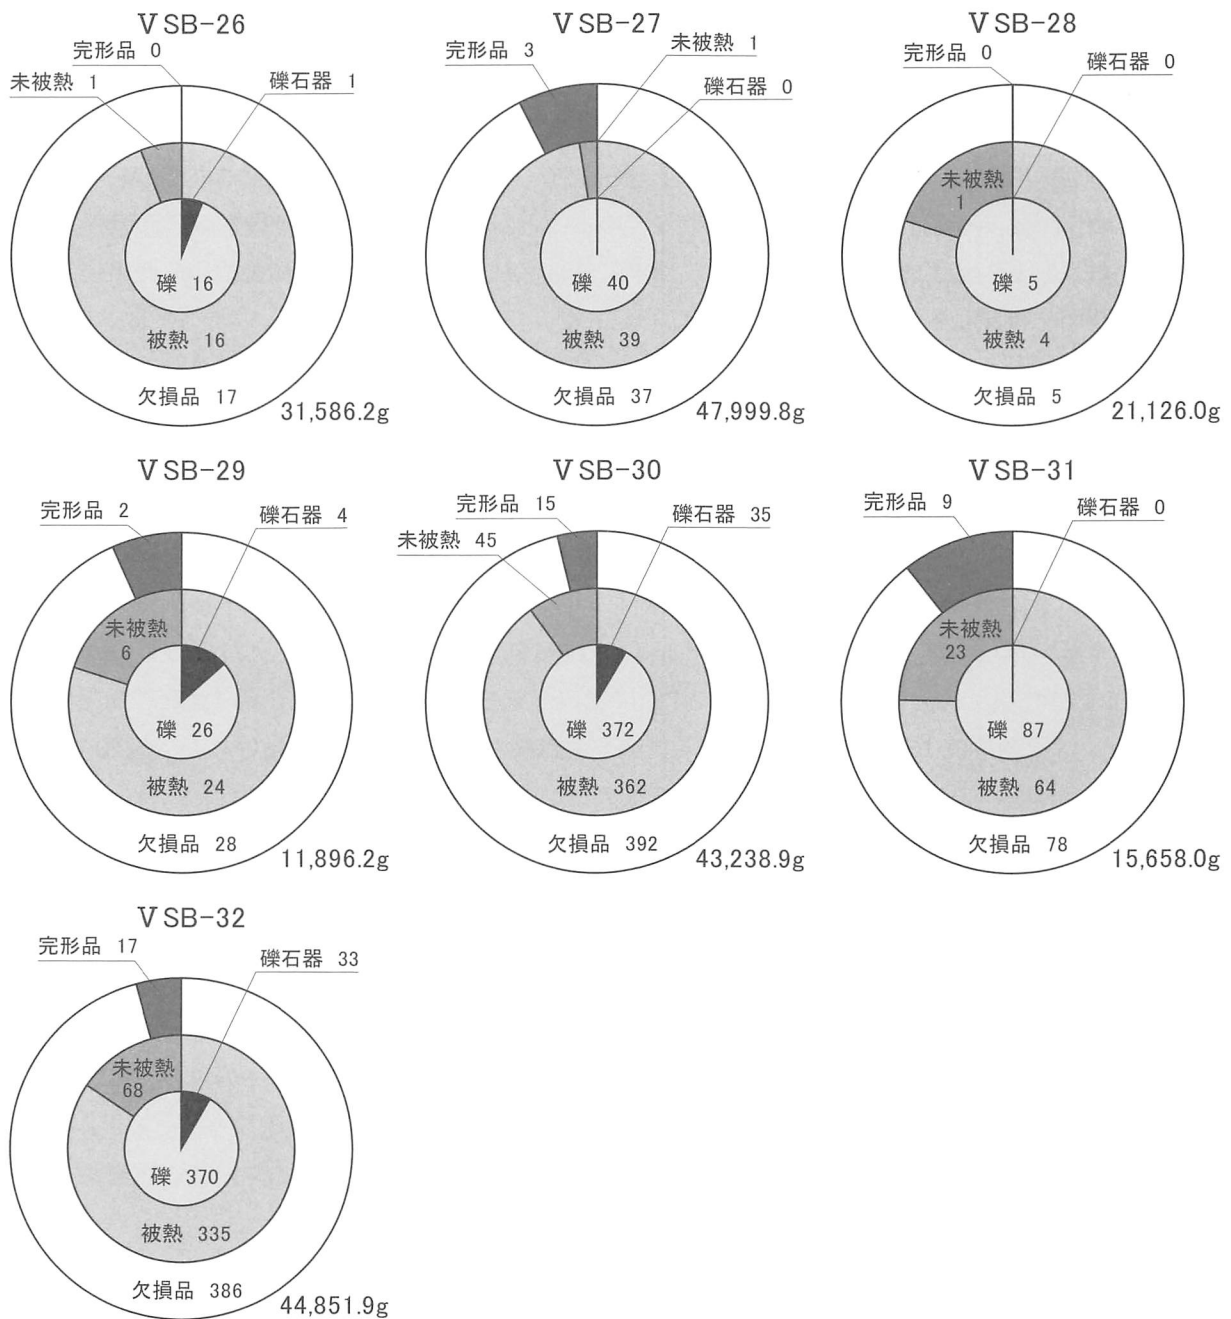 Ⅴ SB-26
完形品 0
未被熱 1
礫石器 1
礫 16
被熱 16
欠損品 17
31,586.2g
Ⅴ SB-27
完形品 3
未被熱 1
礫石器 0
礫 40
被熱 39
欠損品 37
47,999.8g
Ⅴ SB-28
完形品 0
礫石器 0
未被熱
1
礫 5
被熱 4
欠損品 5
21,126.0g
Ⅴ SB-29
完形品 2
礫石器 4
未被熱
6
礫 26
被熱 24
欠損品 28
11,896.2g
Ⅴ SB-30
完形品 15
礫石器 35
未被熱 45
礫 372
被熱 362
欠損品 392
43,238.9g
Ⅴ SB-31
完形品 9
礫石器 0
未被熱
23
礫 87
被熱 64
欠損品 78
15,658.0g
Ⅴ SB-32
完形品 17
礫石器 33
未被熱
68
礫 370
被熱 335
欠損品 386
44,851.9g